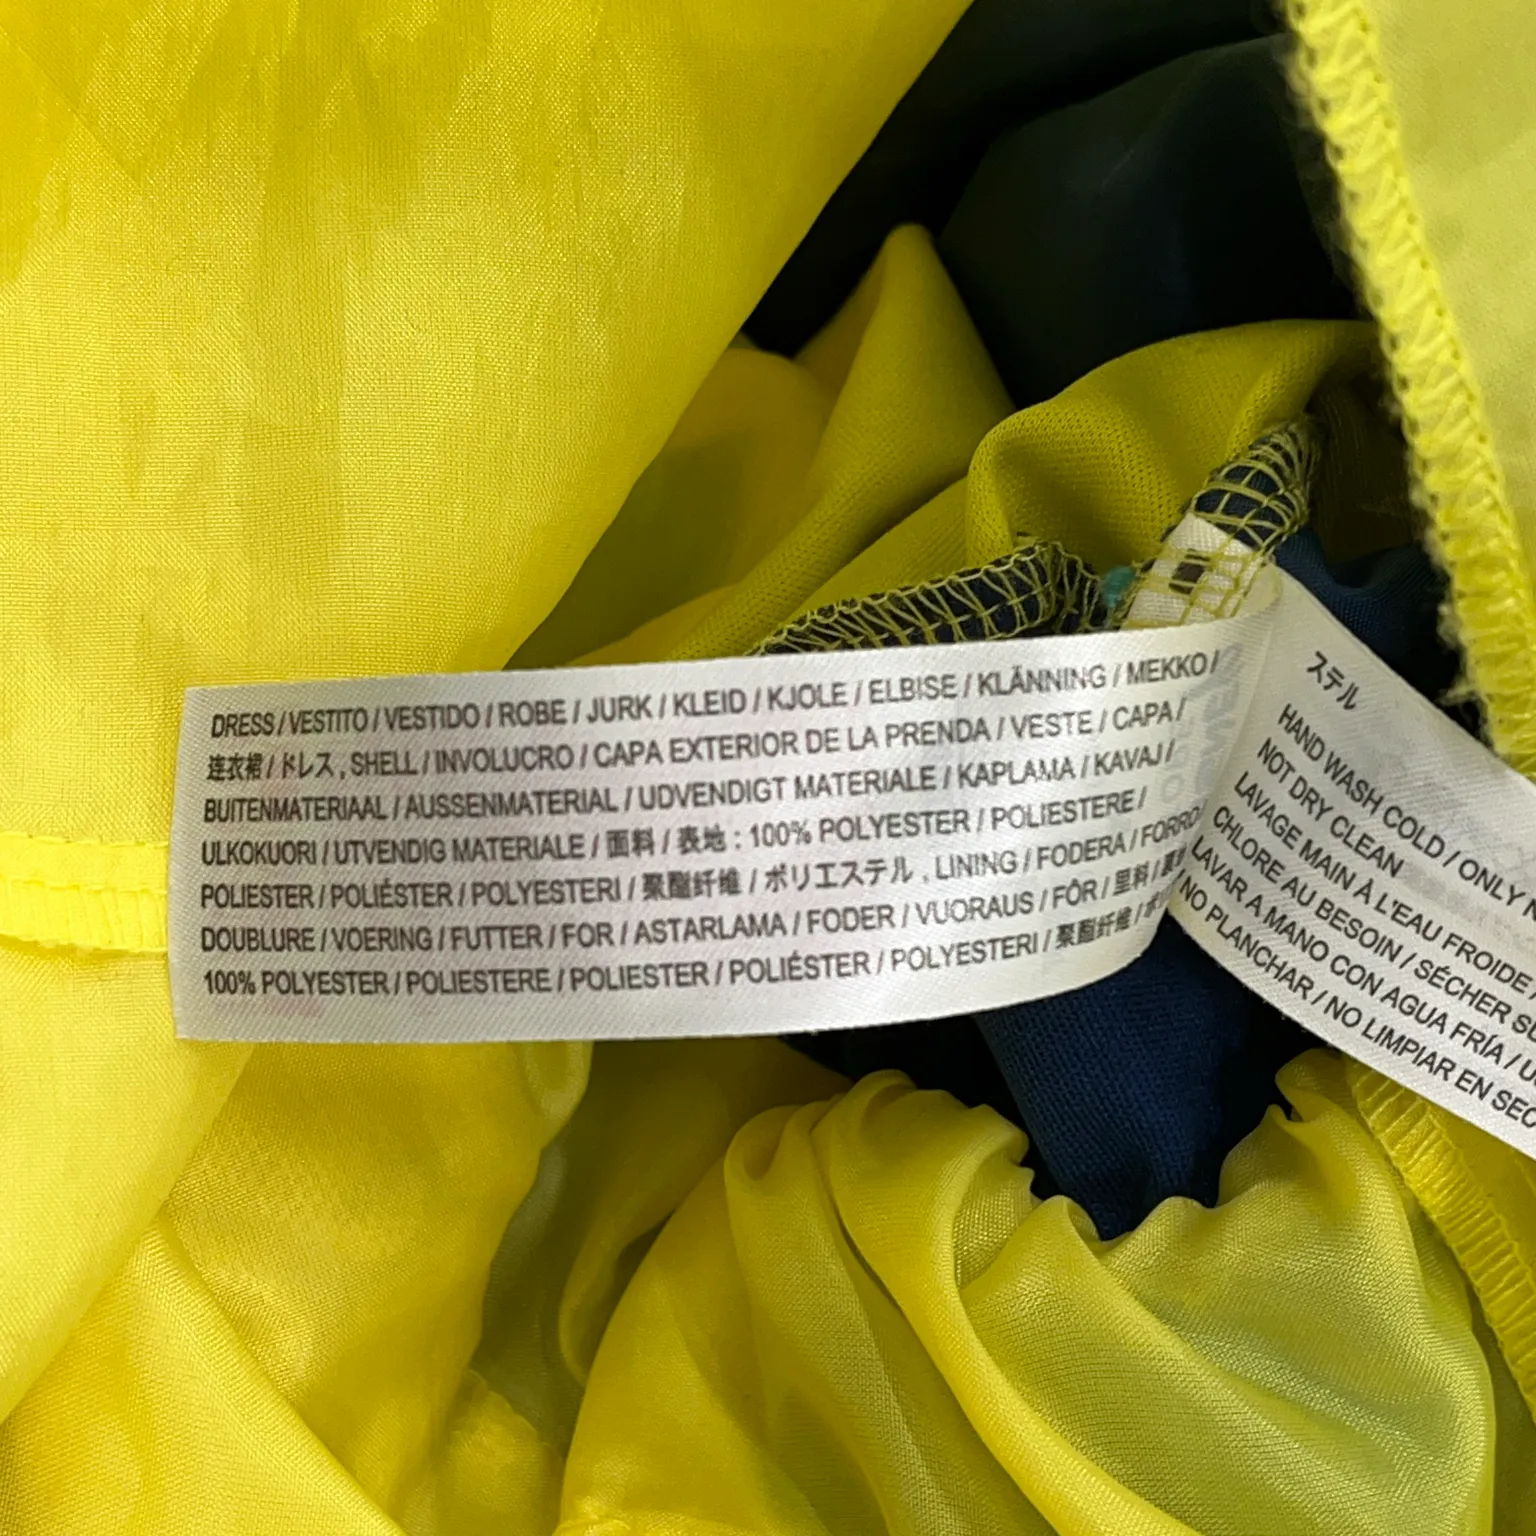 DRESS / VESTITO / VESTIDO / ROBE / JURK / KLEID / KJOLE / ELBISE / KLÄNNING / MEKKO /
连衣裙 / ドレス , SHELL / INVOLUCRO / CAPA EXTERIOR DE LA PRENDA / VESTE / CAPA /
BUITENMATERIAAL / AUSSENMATERIAL / UDVENDIGT MATERIALE / KAPLAMA / KAVAJ /
ULKOKUORI / UTVENDIG MATERIALE / 面料 / 表地 : 100% POLYESTER / POLIESTERE /
POLIESTER / POLIÉSTER / POLYESTERI / 聚酯纤维 / ポリエステル , LINING / FODERA / FORRO
DOUBLURE / VOERING / FUTTER / FOR / ASTARLAMA / FODER / VUORAUS / FÔR / 里料 /
100% POLYESTER / POLIESTERE / POLIESTER / POLIÉSTER / POLYESTERI / 聚酯纤维 /
ステル
HAND WASH COLD / ONLY
NOT DRY CLEAN
LAVAGE MAIN À L'EAU FROIDE /
CHLORE AU BESOIN / SÉCHER
LAVAR A MANO CON AGUA FRÍA /
/ NO PLANCHAR / NO LIMPIAR EN